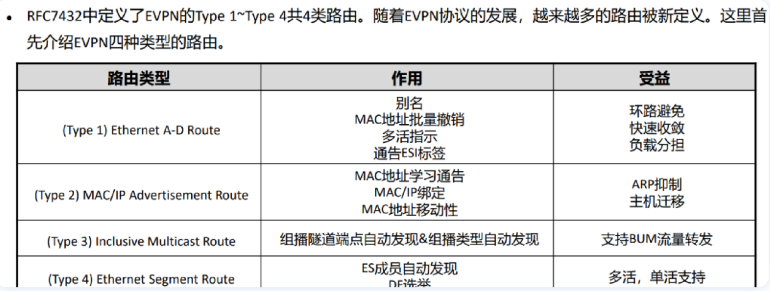 • RFC7432中定义了EVPN的Type 1~Type 4共4类路由。随着EVPN协议的发展，越来越多的路由被新定义。这里首
先介绍EVPN四种类型的路由。
路由类型 作用 受益
(Type 1) Ethernet A-D Route
别名
MAC地址批量撤销
多活指示
通告ESI标签
环路避免
快速收敛
负载分担
(Type 2) MAC/IP Advertisement Route
MAC地址学习通告
MAC/IP绑定
MAC地址移动性
ARP抑制
主机迁移
(Type 3) Inclusive Multicast Route
组播隧道端点自动发现&组播类型自动发现
支持BUM流量转发
(Type 4) Ethernet Segment Route
ES成员自动发现
DF选举
多活，单活支持